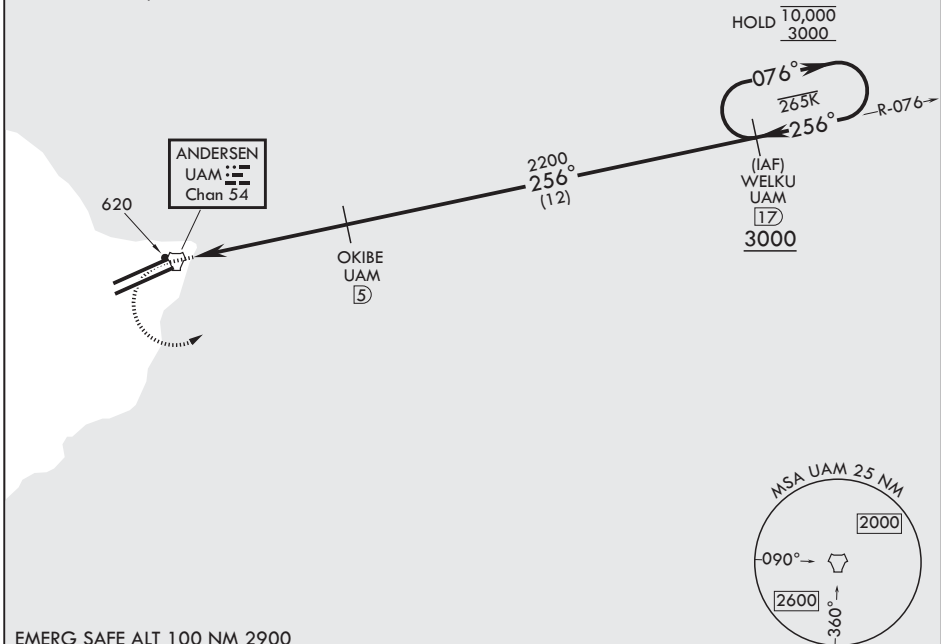 HOLD 10,000
3000
076°
265K
256°
R-076
ANDERSEN
UAM
Chan 54
2200
256°
(12)
(IAF)
WELKU
UAM
17
3000
620
OKIBE
UAM
5
MSA UAM 25 NM
2000
090°
2600
360°
EMERG SAFE ALT 100 NM 2900